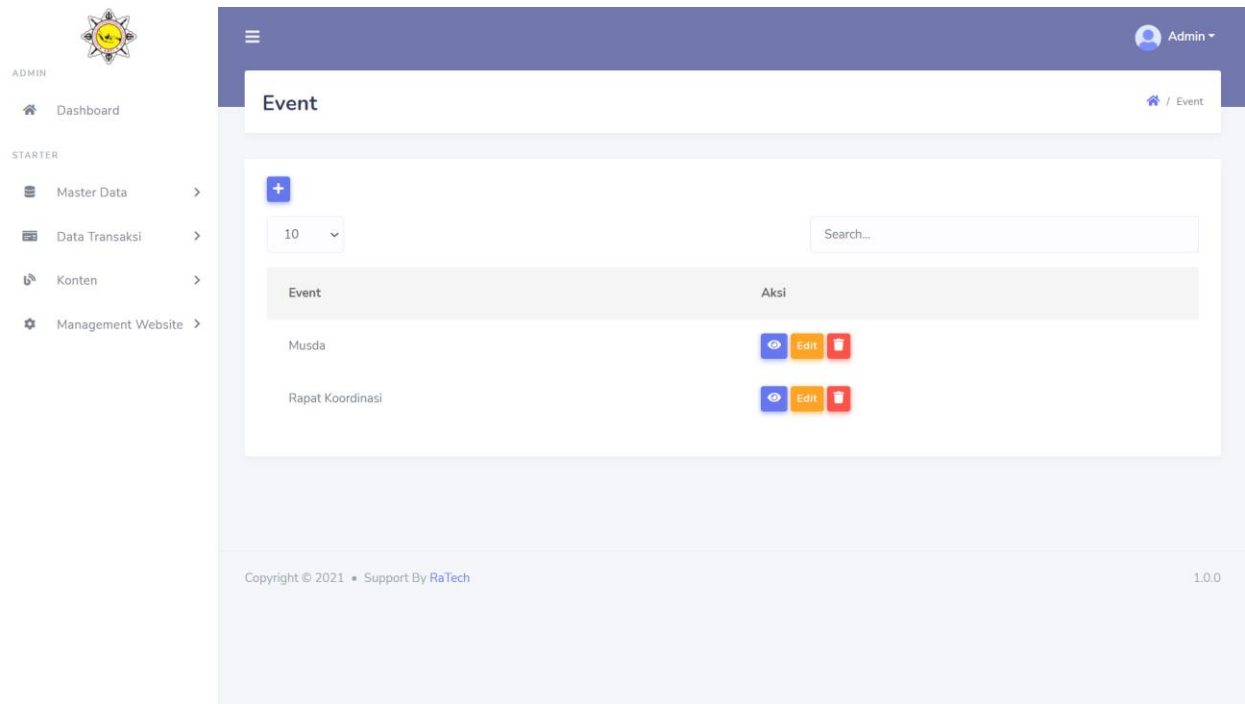 Admin
ADMIN
Dashboard
Event
/ Event
STARTER
Master Data
Data Transaksi
Konten
Management Website
10
Search...
Event Aksi
Musda Edit
Rapat Koordinasi Edit
Copyright © 2021 • Support By RaTech
1.0.0